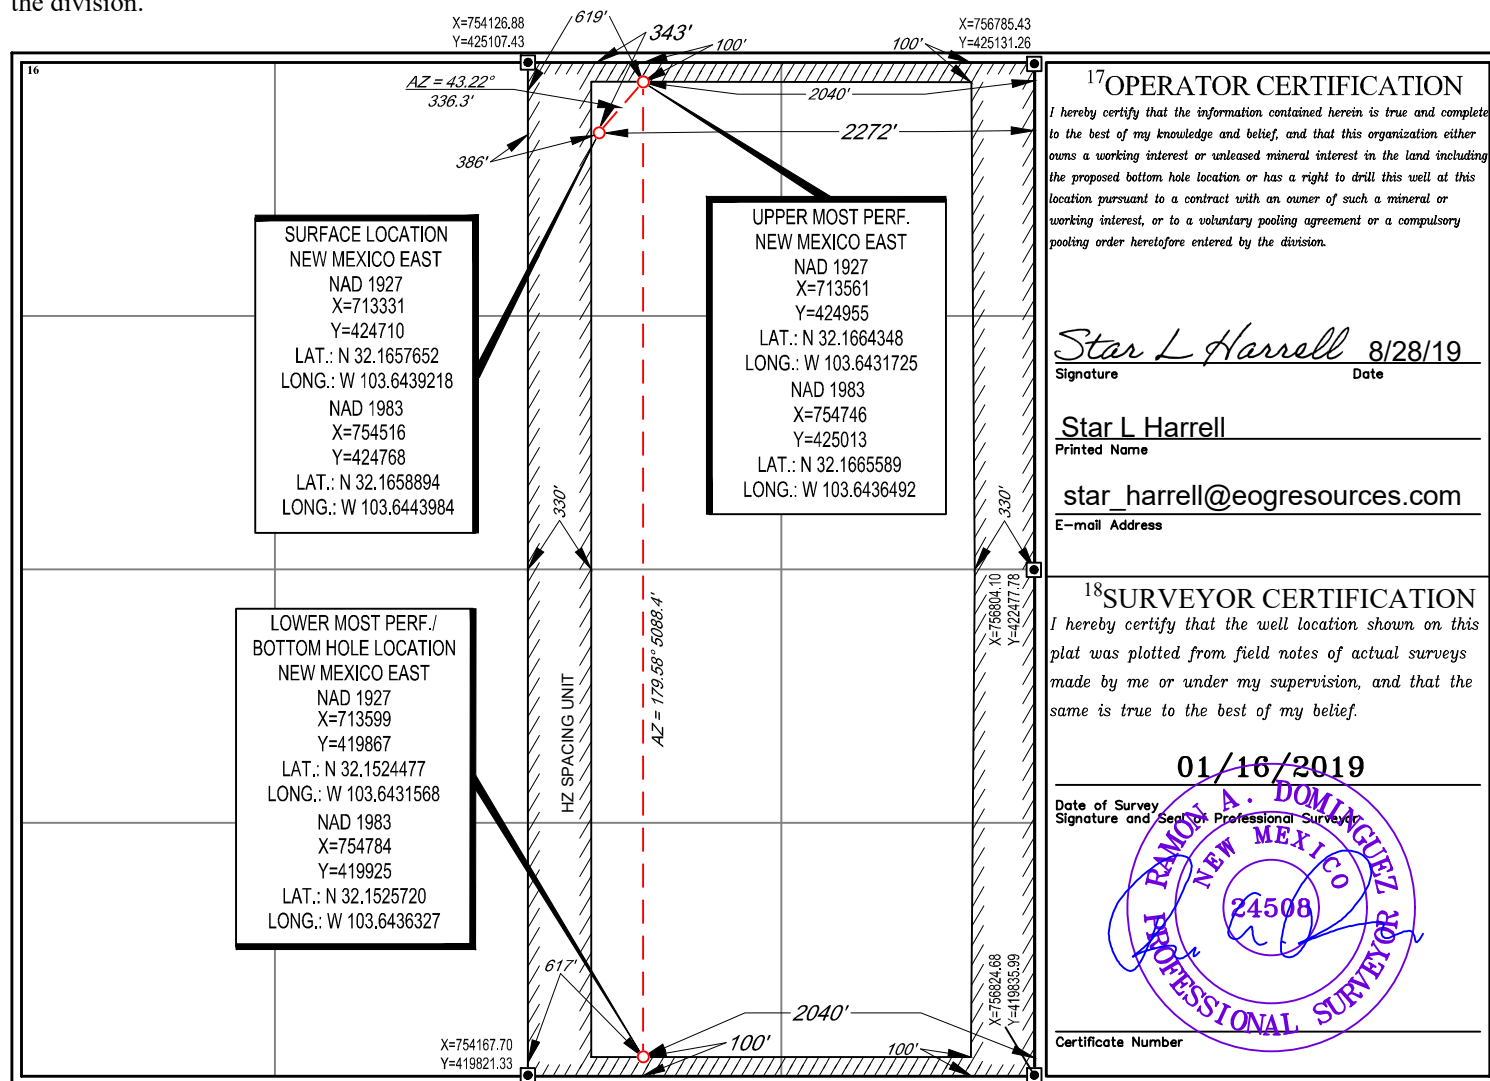 the division.
X=754126.88
Y=425107.43
619'
343'
100'
100'
X=756785.43
Y=425131.26
16
AZ = 43.22°
336.3'
2040'
2272'
386'
SURFACE LOCATION
NEW MEXICO EAST
NAD 1927
X=713331
Y=424710
LAT.: N 32.1657652
LONG.: W 103.6439218
NAD 1983
X=754516
Y=424768
LAT.: N 32.1658894
LONG.: W 103.6443984
UPPER MOST PERF.
NEW MEXICO EAST
NAD 1927
X=713561
Y=424955
LAT.: N 32.1664348
LONG.: W 103.6431725
NAD 1983
X=754746
Y=425013
LAT.: N 32.1665589
LONG.: W 103.6436492
330'
330'
X=756804.10
Y=422477.78
AZ = 179.58° 5088.4'
HZ SPACING UNIT
LOWER MOST PERF./
BOTTOM HOLE LOCATION
NEW MEXICO EAST
NAD 1927
X=713599
Y=419867
LAT.: N 32.1524477
LONG.: W 103.6431568
NAD 1983
X=754784
Y=419925
LAT.: N 32.1525720
LONG.: W 103.6436327
617'
2040'
100'
100'
X=756824.68
Y=419835.99
X=754167.70
Y=419821.33
17 OPERATOR CERTIFICATION
I hereby certify that the information contained herein is true and complete
to the best of my knowledge and belief, and that this organization either
owns a working interest or unleased mineral interest in the land including
the proposed bottom hole location or has a right to drill this well at this
location pursuant to a contract with an owner of such a mineral or
working interest, or to a voluntary pooling agreement or a compulsory
pooling order heretofore entered by the division.
Star L Harrell 8/28/19
Signature Date
Star L Harrell
Printed Name
star_harrell@eogresources.com
E-mail Address
18 SURVEYOR CERTIFICATION
I hereby certify that the well location shown on this
plat was plotted from field notes of actual surveys
made by me or under my supervision, and that the
same is true to the best of my belief.
01/16/2019
Date of Survey
Signature and Seal of Professional Surveyor
RAMON A. DOMINGUEZ
NEW MEXICO
24508
PROFESSIONAL SURVEYOR
Certificate Number